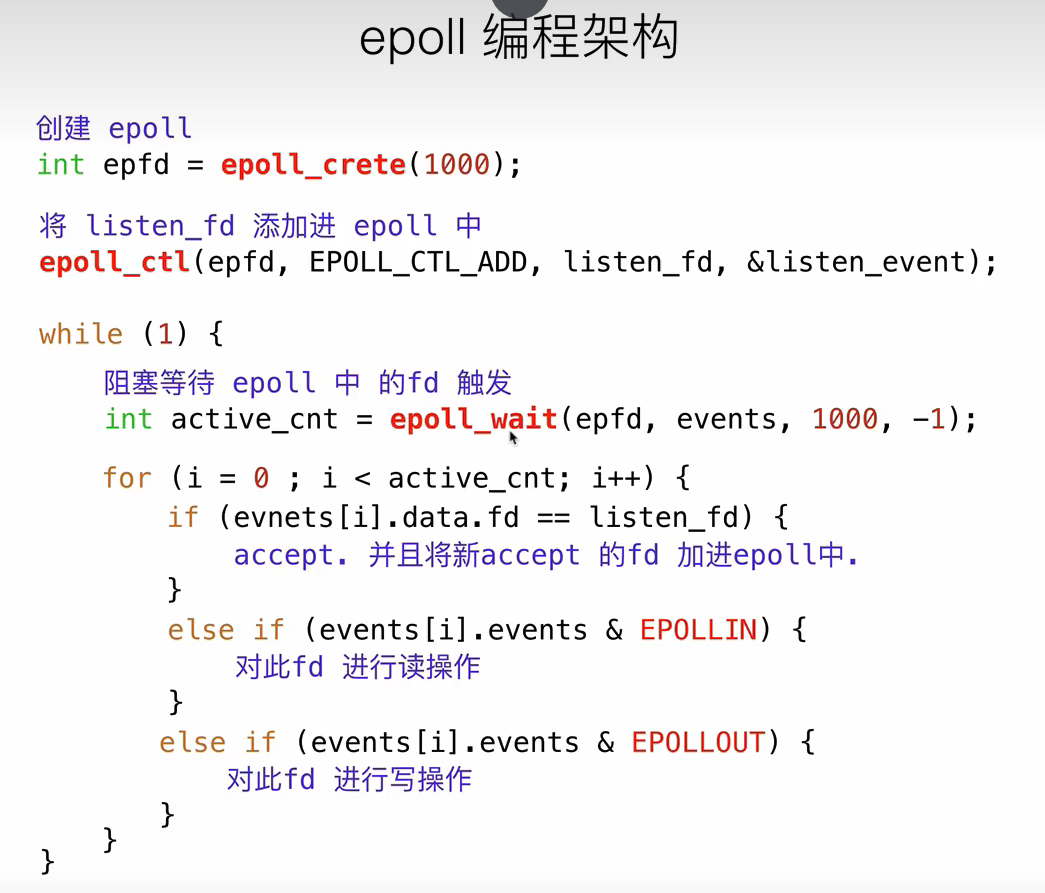 epoll 编程架构
创建 epoll
int epfd = epoll_crete(1000);
将 listen_fd 添加进 epoll 中
epoll_ctl(epfd, EPOLL_CTL_ADD, listen_fd, &listen_event);
while (1) {
阻塞等待 epoll 中 的fd 触发
int active_cnt = epoll_wait(epfd, events, 1000, -1);
for (i = 0 ; i < active_cnt; i++) {
if (evnets[i].data.fd == listen_fd) {
accept. 并且将新accept 的fd 加进epoll中.
}
else if (events[i].events & EPOLLIN) {
对此fd 进行读操作
}
else if (events[i].events & EPOLLOUT) {
对此fd 进行写操作
}
}
}